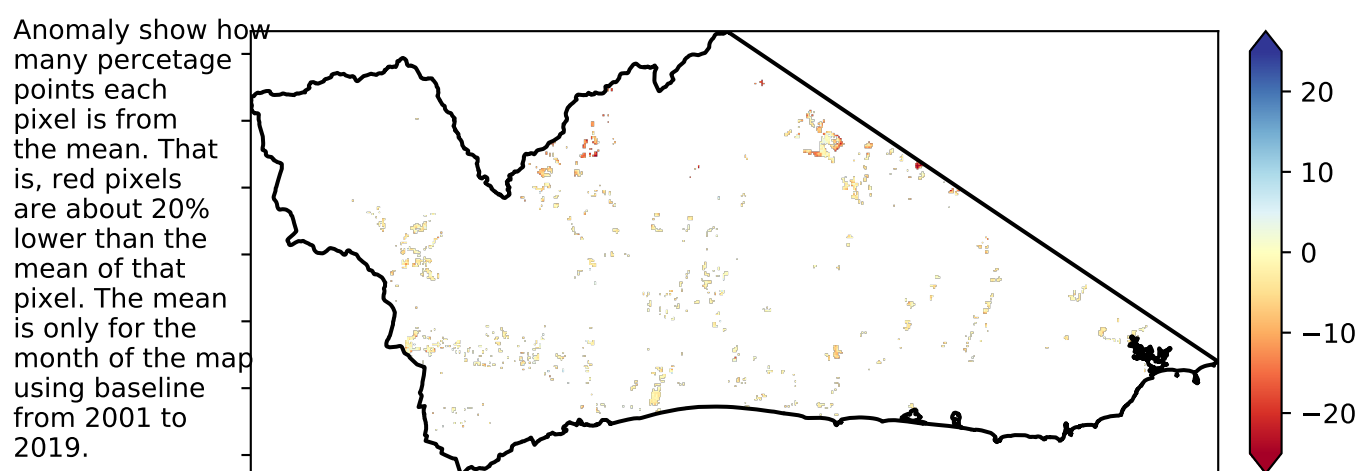 Anomaly show how
many percetage
points each
pixel is from
the mean. That
is, red pixels
are about 20%
lower than the
mean of that
pixel. The mean
is only for the
month of the map
using baseline
from 2001 to
2019.
20
10
0
−10
−20